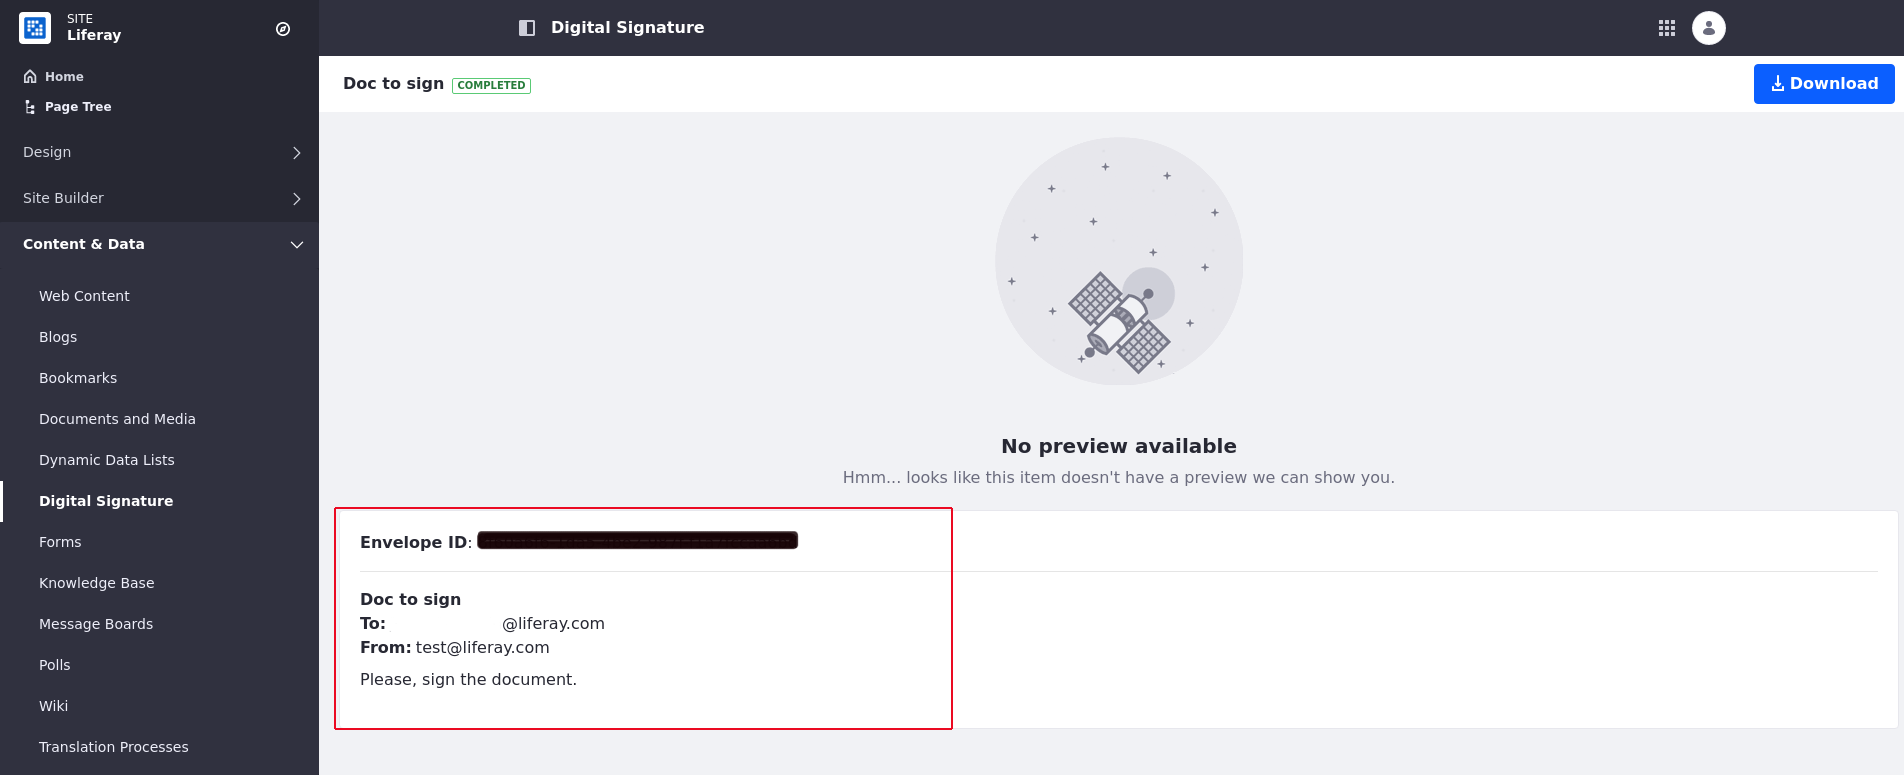 SITE
Liferay
Home
Page Tree
Design
Site Builder
Content & Data
Web Content
Blogs
Bookmarks
Documents and Media
Dynamic Data Lists
Digital Signature
Forms
Knowledge Base
Message Boards
Polls
Wiki
Translation Processes
Digital Signature
Doc to sign COMPLETED
Download
No preview available
Hmm... looks like this item doesn't have a preview we can show you.
Envelope ID:
Doc to sign
To: @liferay.com
From: test@liferay.com
Please, sign the document.